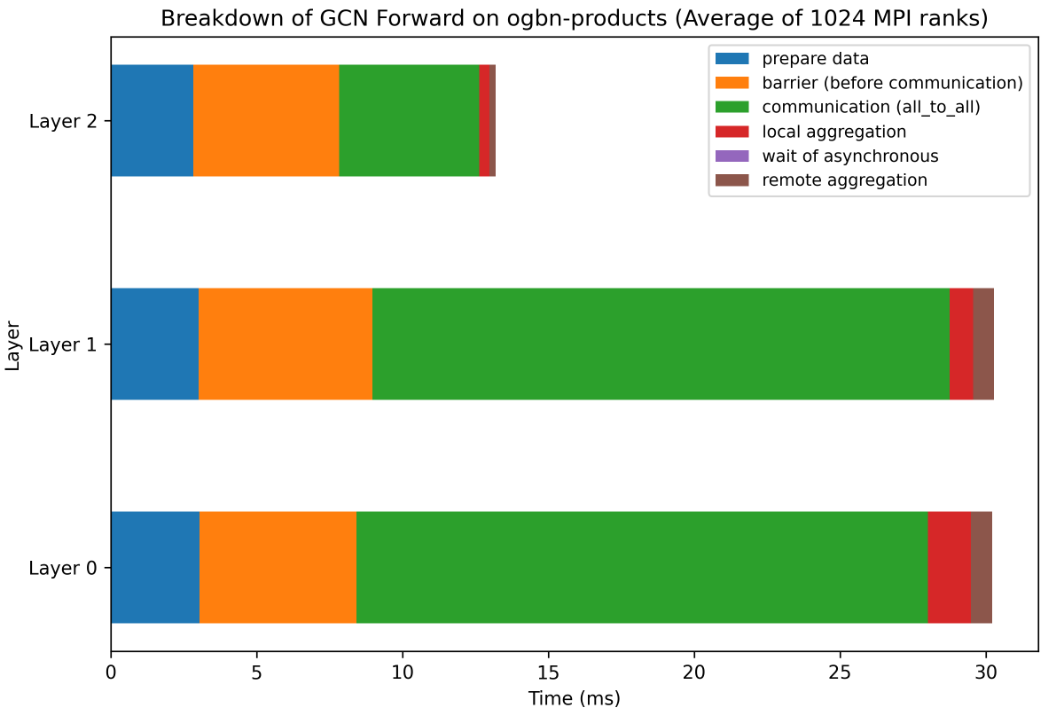 Breakdown of GCN Forward on ogbn-products (Average of 1024 MPI ranks)
prepare data
barrier (before communication)
communication (all_to_all)
local aggregation
wait of asynchronous
remote aggregation
Layer 2
Layer 1
Layer 0
Layer
0 5 10 15 20 25 30
Time (ms)